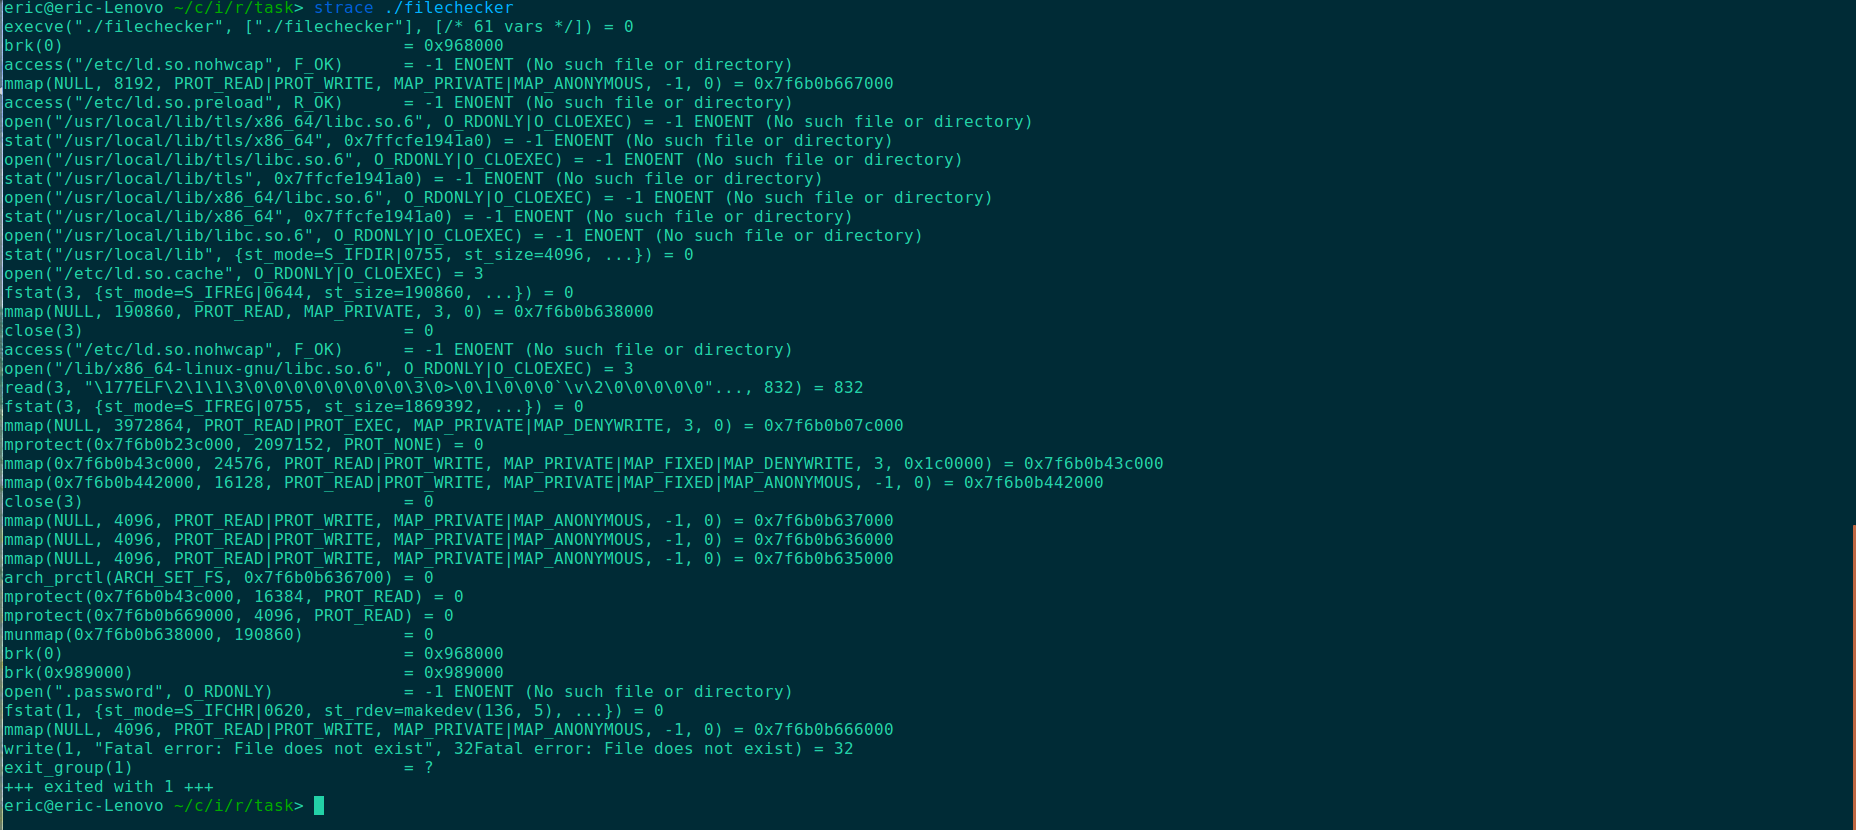 eric@eric-Lenovo ~/c/i/r/task> strace ./filechecker
execve("./filechecker", ["./filechecker"], [/* 61 vars */]) = 0
brk(0)                                  = 0x968000
access("/etc/ld.so.nohwcap", F_OK)      = -1 ENOENT (No such file or directory)
mmap(NULL, 8192, PROT_READ|PROT_WRITE, MAP_PRIVATE|MAP_ANONYMOUS, -1, 0) = 0x7f6b0b667000
access("/etc/ld.so.preload", R_OK)      = -1 ENOENT (No such file or directory)
open("/usr/local/lib/tls/x86_64/libc.so.6", O_RDONLY|O_CLOEXEC) = -1 ENOENT (No such file or directory)
stat("/usr/local/lib/tls/x86_64", 0x7ffcfe1941a0) = -1 ENOENT (No such file or directory)
open("/usr/local/lib/tls/libc.so.6", O_RDONLY|O_CLOEXEC) = -1 ENOENT (No such file or directory)
stat("/usr/local/lib/tls", 0x7ffcfe1941a0) = -1 ENOENT (No such file or directory)
open("/usr/local/lib/x86_64/libc.so.6", O_RDONLY|O_CLOEXEC) = -1 ENOENT (No such file or directory)
stat("/usr/local/lib/x86_64", 0x7ffcfe1941a0) = -1 ENOENT (No such file or directory)
open("/usr/local/lib/libc.so.6", O_RDONLY|O_CLOEXEC) = -1 ENOENT (No such file or directory)
stat("/usr/local/lib", {st_mode=S_IFDIR|0755, st_size=4096, ...}) = 0
open("/etc/ld.so.cache", O_RDONLY|O_CLOEXEC) = 3
fstat(3, {st_mode=S_IFREG|0644, st_size=190860, ...}) = 0
mmap(NULL, 190860, PROT_READ, MAP_PRIVATE, 3, 0) = 0x7f6b0b638000
close(3)                                = 0
access("/etc/ld.so.nohwcap", F_OK)      = -1 ENOENT (No such file or directory)
open("/lib/x86_64-linux-gnu/libc.so.6", O_RDONLY|O_CLOEXEC) = 3
read(3, "\177ELF\2\1\1\3\0\0\0\0\0\0\0\0\3\0>\0\1\0\0\0`\v\2\0\0\0\0\0"..., 832) = 832
fstat(3, {st_mode=S_IFREG|0755, st_size=1869392, ...}) = 0
mmap(NULL, 3972864, PROT_READ|PROT_EXEC, MAP_PRIVATE|MAP_DENYWRITE, 3, 0) = 0x7f6b0b07c000
mprotect(0x7f6b0b23c000, 2097152, PROT_NONE) = 0
mmap(0x7f6b0b43c000, 24576, PROT_READ|PROT_WRITE, MAP_PRIVATE|MAP_FIXED|MAP_DENYWRITE, 3, 0x1c0000) = 0x7f6b0b43c000
mmap(0x7f6b0b442000, 16128, PROT_READ|PROT_WRITE, MAP_PRIVATE|MAP_FIXED|MAP_ANONYMOUS, -1, 0) = 0x7f6b0b442000
close(3)                                = 0
mmap(NULL, 4096, PROT_READ|PROT_WRITE, MAP_PRIVATE|MAP_ANONYMOUS, -1, 0) = 0x7f6b0b637000
mmap(NULL, 4096, PROT_READ|PROT_WRITE, MAP_PRIVATE|MAP_ANONYMOUS, -1, 0) = 0x7f6b0b636000
mmap(NULL, 4096, PROT_READ|PROT_WRITE, MAP_PRIVATE|MAP_ANONYMOUS, -1, 0) = 0x7f6b0b635000
arch_prctl(ARCH_SET_FS, 0x7f6b0b636700) = 0
mprotect(0x7f6b0b43c000, 16384, PROT_READ) = 0
mprotect(0x7f6b0b669000, 4096, PROT_READ) = 0
munmap(0x7f6b0b638000, 190860)          = 0
brk(0)                                  = 0x968000
brk(0x989000)                           = 0x989000
open(".password", O_RDONLY)             = -1 ENOENT (No such file or directory)
fstat(1, {st_mode=S_IFCHR|0620, st_rdev=makedev(136, 5), ...}) = 0
mmap(NULL, 4096, PROT_READ|PROT_WRITE, MAP_PRIVATE|MAP_ANONYMOUS, -1, 0) = 0x7f6b0b666000
write(1, "Fatal error: File does not exist", 32Fatal error: File does not exist) = 32
exit_group(1)                           = ?
+++ exited with 1 +++
eric@eric-Lenovo ~/c/i/r/task>